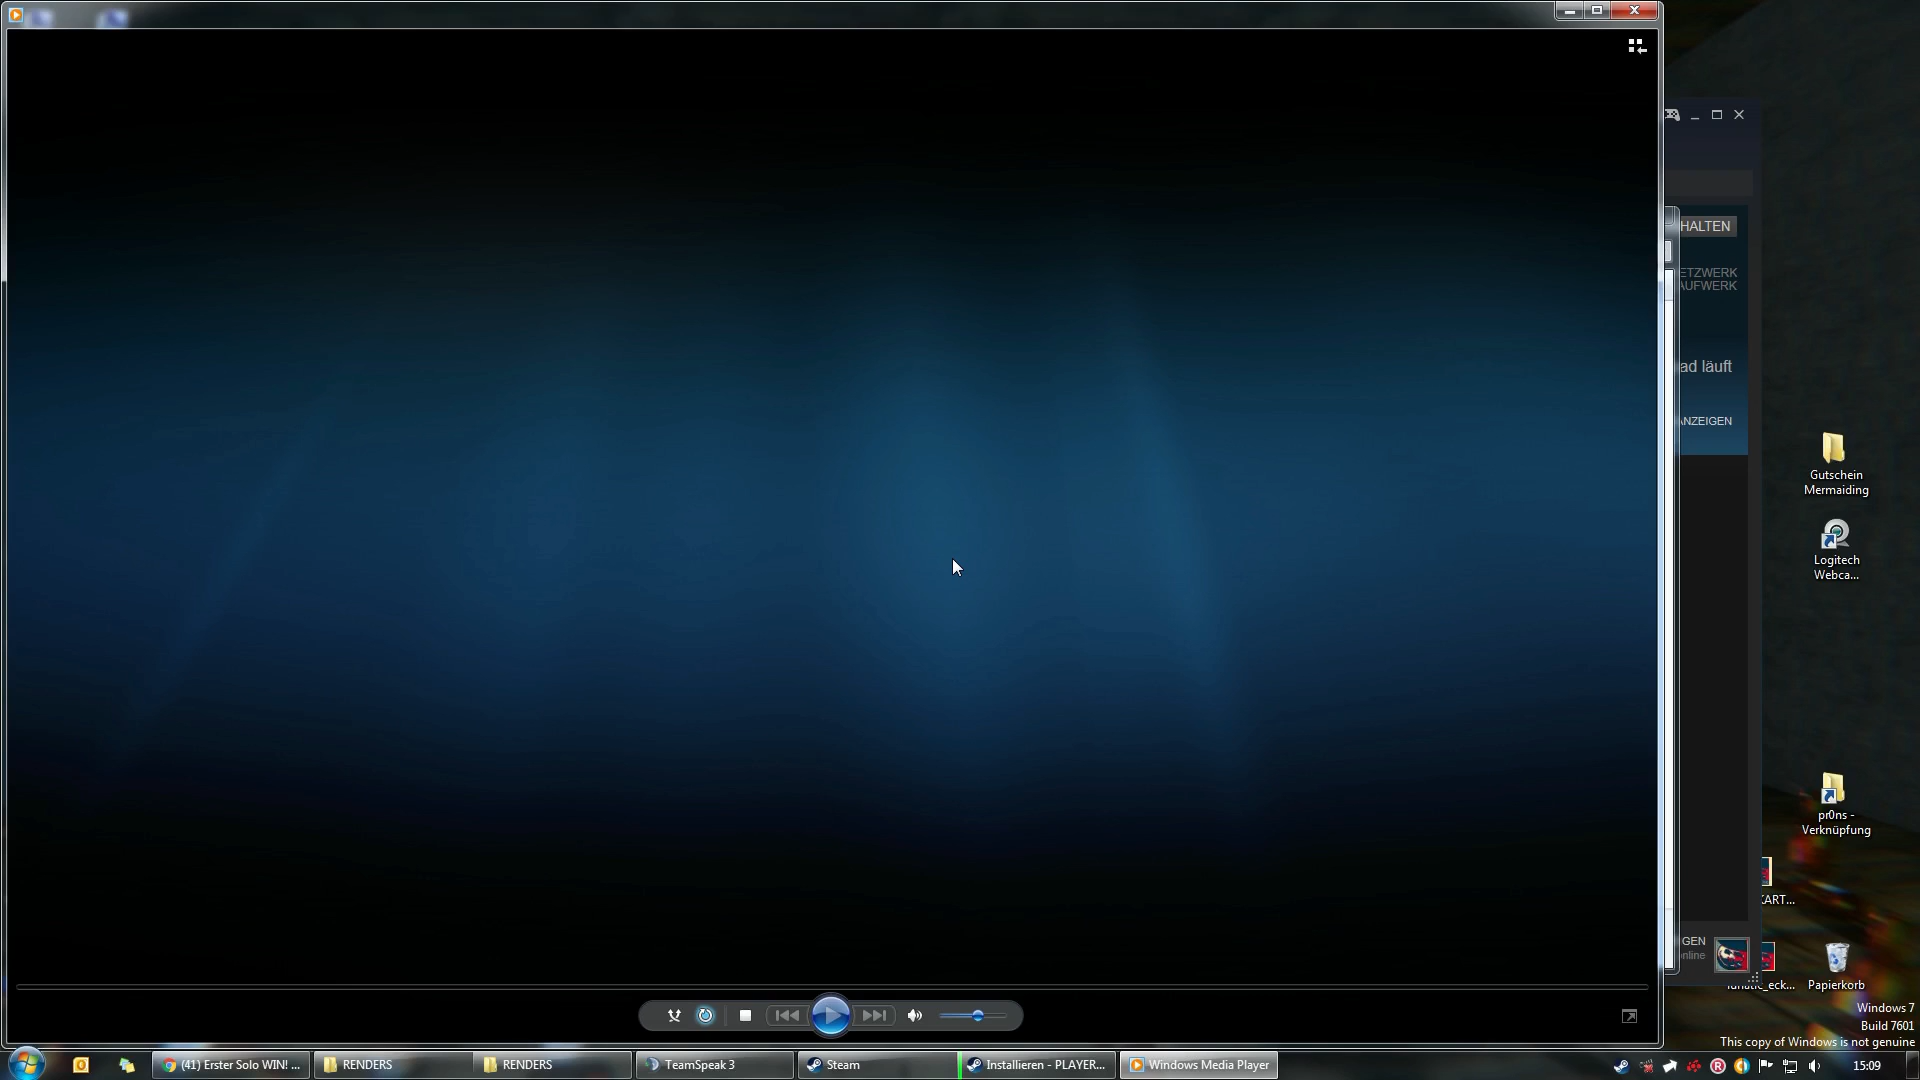 HALTEN
ETZWERK
AUFWERK
ad läuft
ANZEIGEN
Gutschein
Mermaiding
Logitech
Webca...
pr0ns -
Verknüpfung
KART...
GEN
nline
lunatic_eck...
Papierkorb
Windows 7
Build 7601
This copy of Windows is not genuine
(41) Erster Solo WIN! ...
RENDERS
RENDERS
TeamSpeak 3
Steam
Installieren - PLAYER...
Windows Media Player
15:09